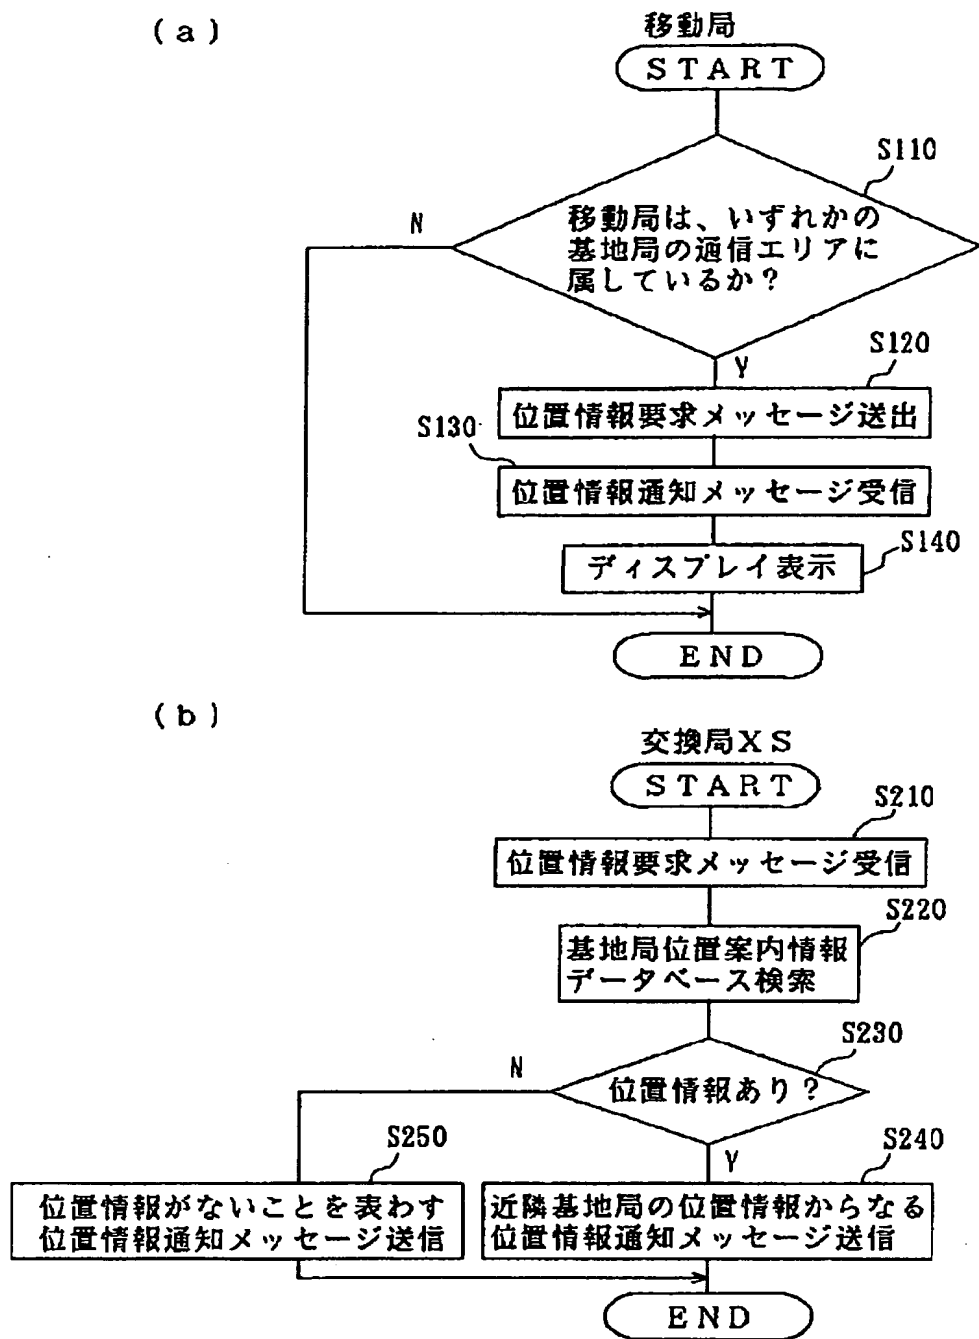 (a)
移動局
START
S110
N
移動局は、いずれかの
基地局の通信エリアに
属しているか?
Y
S120
位置情報要求メッセージ送出
S130
位置情報通知メッセージ受信
S140
ディスプレイ表示
END
(b)
交換局XS
START
S210
位置情報要求メッセージ受信
S220
基地局位置案内情報
データベース検索
S230
N
位置情報あり?
Y
S250
位置情報がないことを表わす
位置情報通知メッセージ送信
S240
近隣基地局の位置情報からなる
位置情報通知メッセージ送信
END